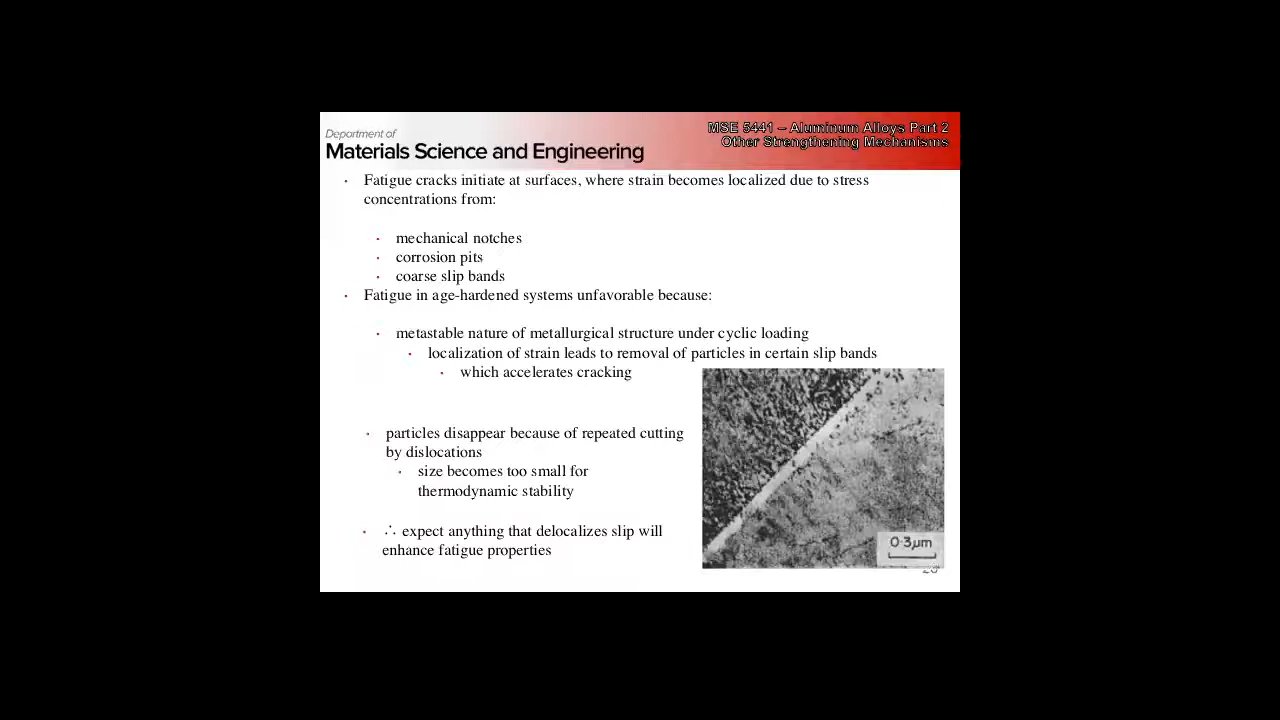 Department of
Materials Science and Engineering
MSE 5441 – Aluminum Alloys Part 2
Other Strengthening Mechanisms
• Fatigue cracks initiate at surfaces, where strain becomes localized due to stress
concentrations from:
• mechanical notches
• corrosion pits
• coarse slip bands
• Fatigue in age-hardened systems unfavorable because:
• metastable nature of metallurgical structure under cyclic loading
• localization of strain leads to removal of particles in certain slip bands
• which accelerates cracking
• particles disappear because of repeated cutting
by dislocations
• size becomes too small for
thermodynamic stability
• ∴ expect anything that delocalizes slip will
enhance fatigue properties
0·3µm